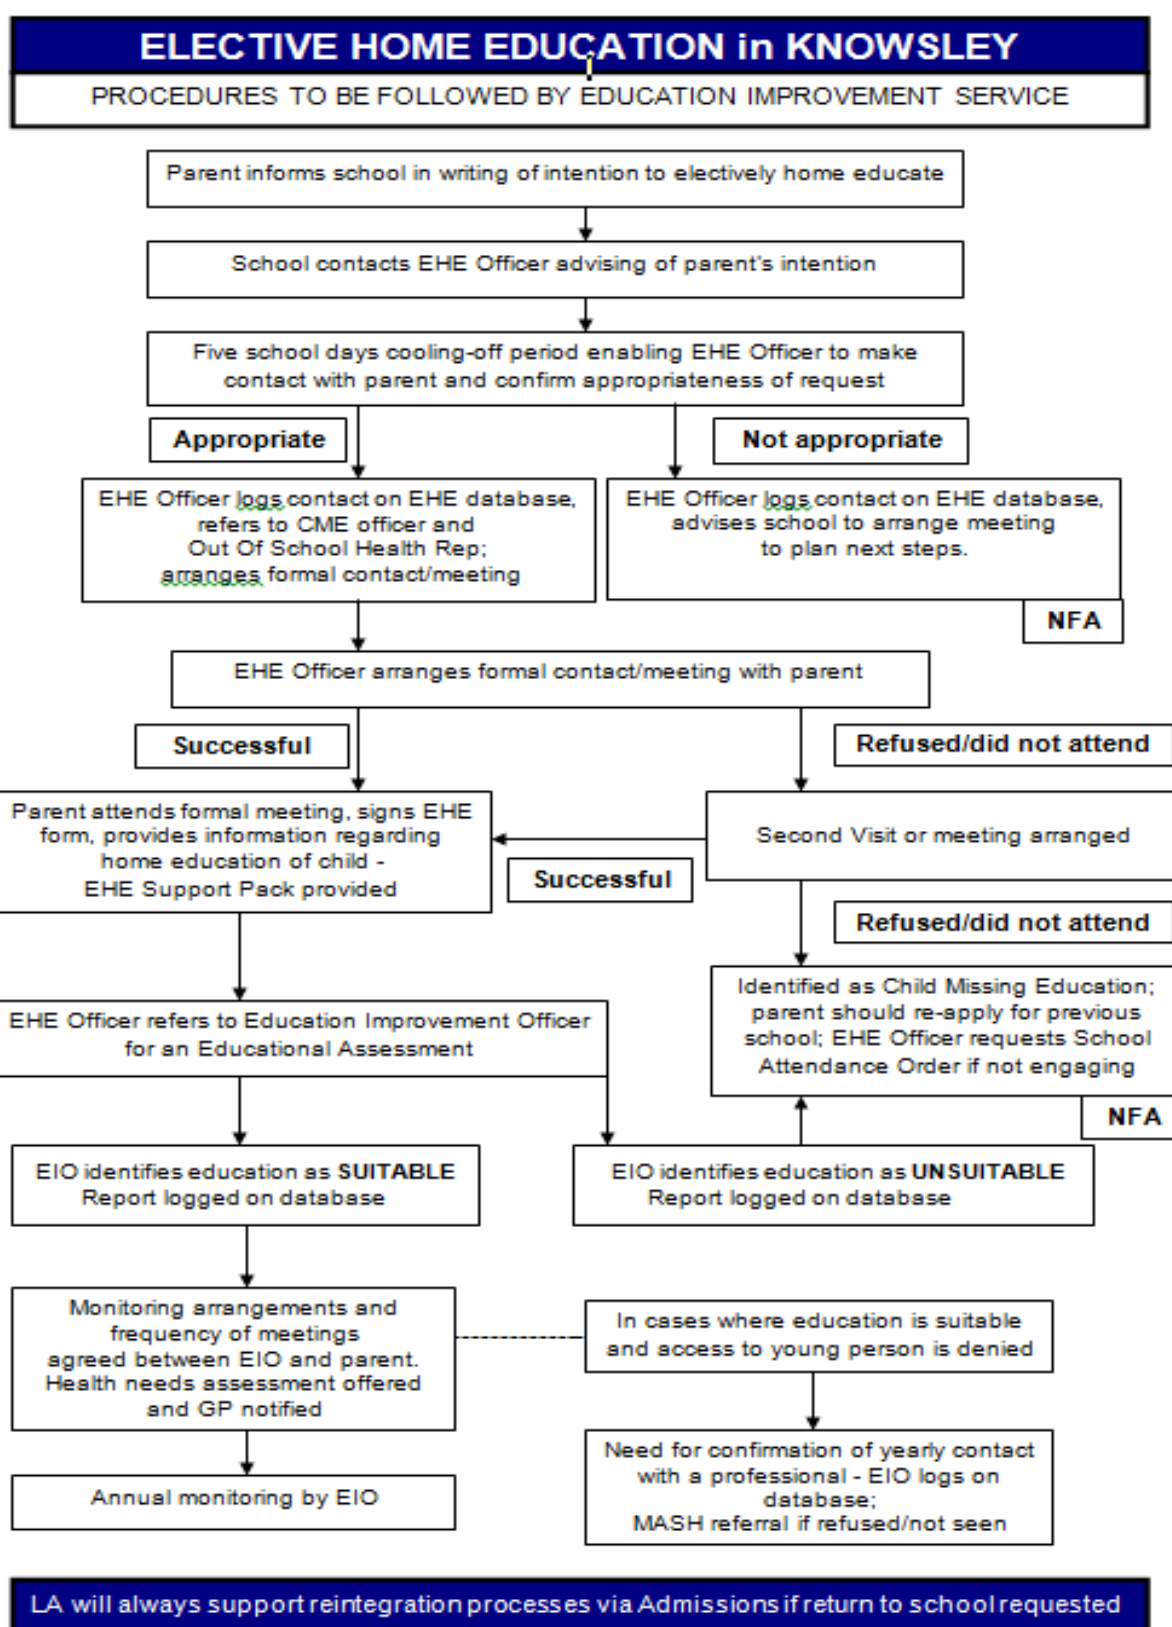 ELECTIVE HOME EDUCATION in KNOWSLEY
PROCEDURES TO BE FOLLOWED BY EDUCATION IMPROVEMENT SERVICE
Parent informs school in writing of intention to electively home educate
School contacts EHE Officer advising of parent's intention
Five school days cooling-off period enabling EHE Officer to make
contact with parent and confirm appropriateness of request
Appropriate
Not appropriate
EHE Officer logs contact on EHE database,
refers to CME officer and
Out Of School Health Rep;
arranges formal contact/meeting
EHE Officer logs contact on EHE database,
advises school to arrange meeting
to plan next steps.
NFA
EHE Officer arranges formal contact/meeting with parent
Successful
Refused/did not attend
Parent attends formal meeting, signs EHE
form, provides information regarding
home education of child -
EHE Support Pack provided
Second Visit or meeting arranged
Successful
Refused/did not attend
Identified as Child Missing Education;
parent should re-apply for previous
school; EHE Officer requests School
Attendance Order if not engaging
NFA
EHE Officer refers to Education Improvement Officer
for an Educational Assessment
EIO identifies education as SUITABLE
Report logged on database
EIO identifies education as UNSUITABLE
Report logged on database
Monitoring arrangements and
frequency of meetings
agreed between EIO and parent.
Health needs assessment offered
and GP notified
In cases where education is suitable
and access to young person is denied
Annual monitoring by EIO
Need for confirmation of yearly contact
with a professional - EIO logs on
database;
MASH referral if refused/not seen
LA will always support reintegration processes via Admissions if return to school requested